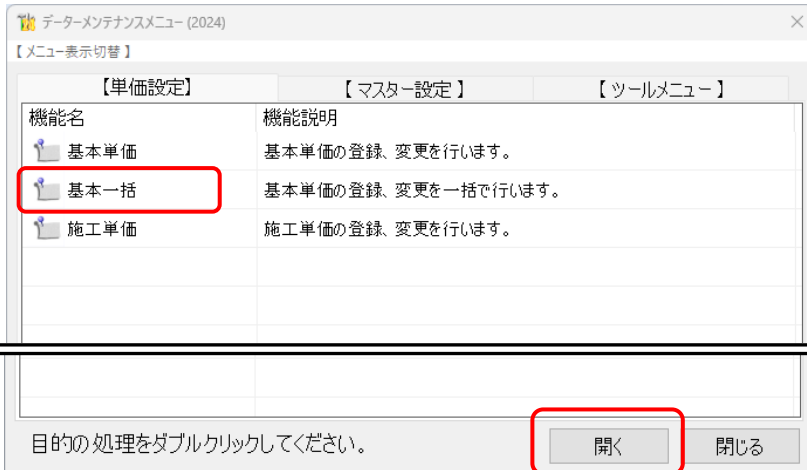 データーメンテナンスメニュー (2024)
【メニュー表示切替】
【単価設定】 【マスター設定】 【ツールメニュー】
機能名 機能説明
基本単価 基本単価の登録、変更を行います。
基本一括 基本単価の登録、変更を一括で行います。
施工単価 施工単価の登録、変更を行います。
目的の処理をダブルクリックしてください。 開く 閉じる